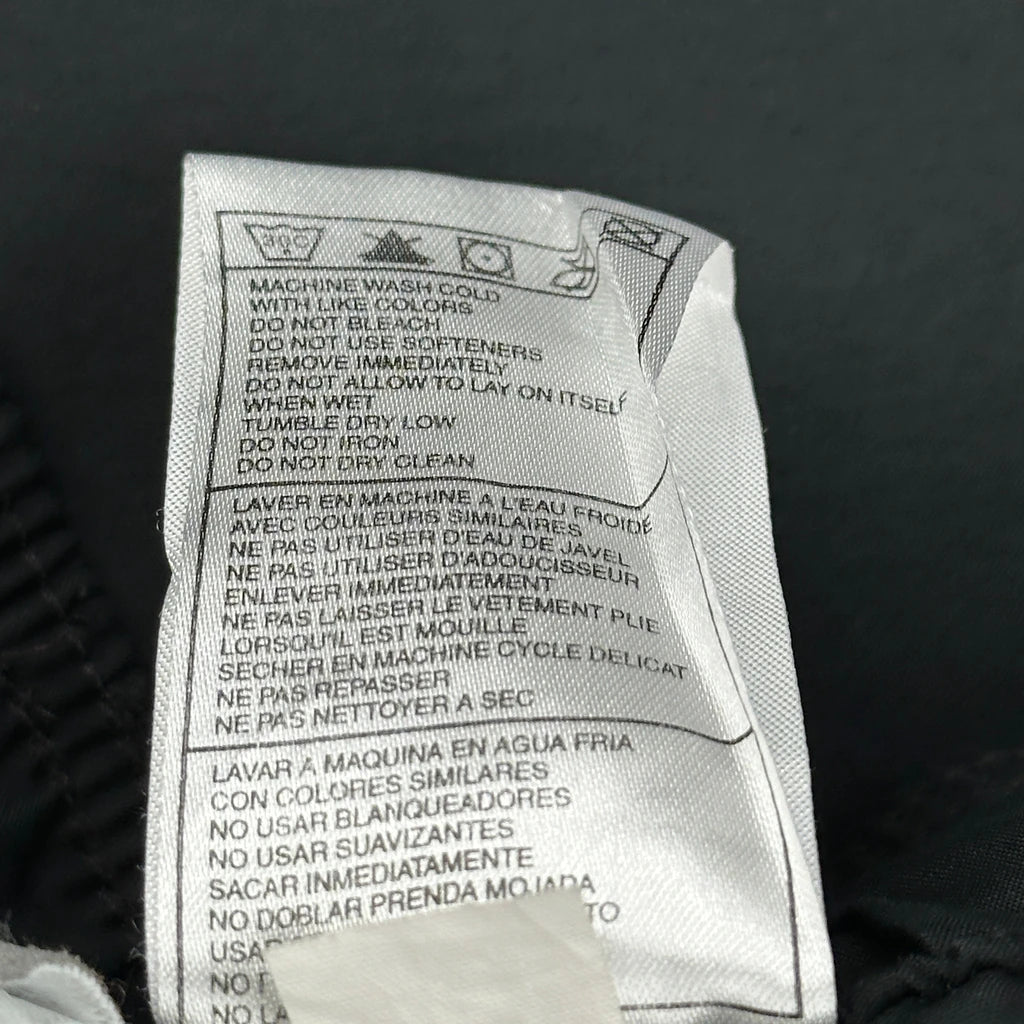 30C
MACHINE WASH COLD
WITH LIKE COLORS
DO NOT BLEACH
DO NOT USE SOFTENERS
REMOVE IMMEDIATELY
DO NOT ALLOW TO LAY ON ITSELF
WHEN WET
TUMBLE DRY LOW
DO NOT IRON
DO NOT DRY CLEAN
LAVER EN MACHINE A L'EAU FROIDE
AVEC COULEURS SIMILAIRES
NE PAS UTILISER D'EAU DE JAVEL
NE PAS UTILISER D'ADOUCISSEUR
ENLEVER IMMEDIATEMENT
NE PAS LAISSER LE VETEMENT PLIE
LORSQU'IL EST MOUILLE
SECHER EN MACHINE CYCLE DELICAT
NE PAS REPASSER
NE PAS NETTOYER A SEC
LAVAR A MAQUINA EN AGUA FRIA
CON COLORES SIMILARES
NO USAR BLANQUEADORES
NO USAR SUAVIZANTES
SACAR INMEDIATAMENTE
NO DOBLAR PRENDA MOJADA
NO